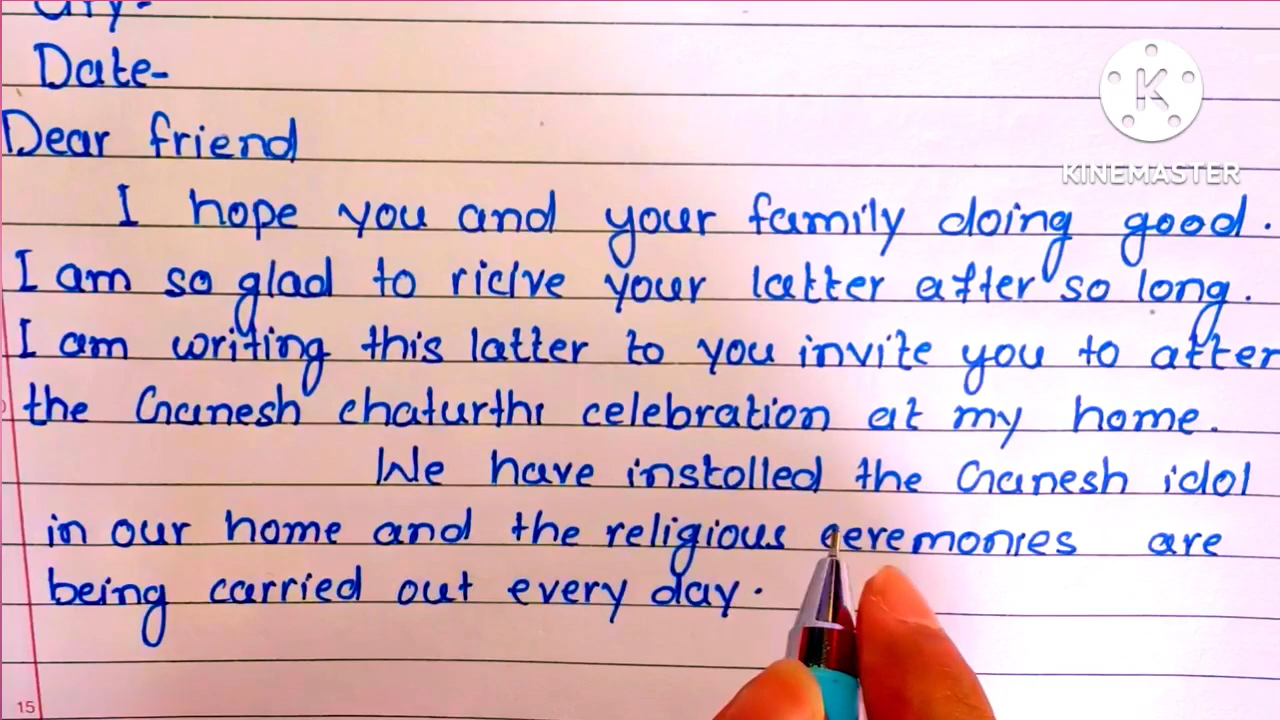 City-
Date-
Dear friend
I hope you and your family doing good.
I am so glad to ricive your latter after so long.
I am writing this latter to you invite you to atter
the Ganesh chaturthi celebration at my home.
We have instolled the Ganesh idol
in our home and the religious ceremonies are
being carried out every day.
15
K
KINEMASTER